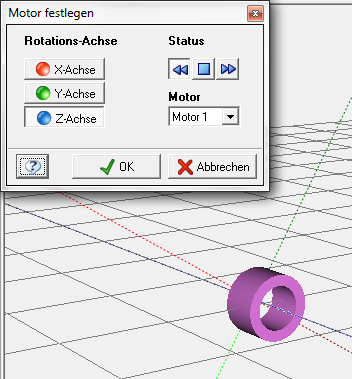 Motor festlegen
Rotations-Achse
Status
X-Achse
Y-Achse
Z-Achse
Motor
Motor 1
?
OK
Abbrechen